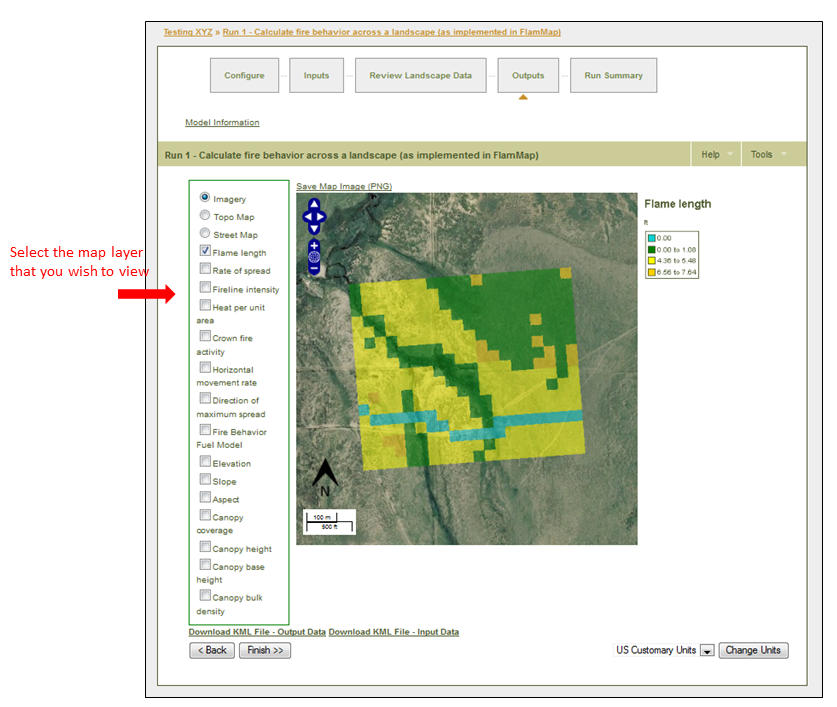 Testing XYZ » Run 1 - Calculate fire behavior across a landscape (as implemented in FlamMap)
Configure
Inputs
Review Landscape Data
Outputs
Run Summary
Model Information
Run 1 - Calculate fire behavior across a landscape (as implemented in FlamMap)
Help
Tools
Select the map layer
that you wish to view
Imagery
Topo Map
Street Map
Flame length
Rate of spread
Fireline intensity
Heat per unit
area
Crown fire
activity
Horizontal
movement rate
Direction of
maximum spread
Fire Behavior
Fuel Model
Elevation
Slope
Aspect
Canopy
coverage
Canopy height
Canopy base
height
Canopy bulk
density
Save Map Image (PNG)
N
100 m
500 ft
Flame length
ft
0.00
0.00 to 1.08
4.36 to 5.48
6.56 to 7.64
Download KML File - Output Data Download KML File - Input Data
< Back
Finish >>
US Customary Units
Change Units